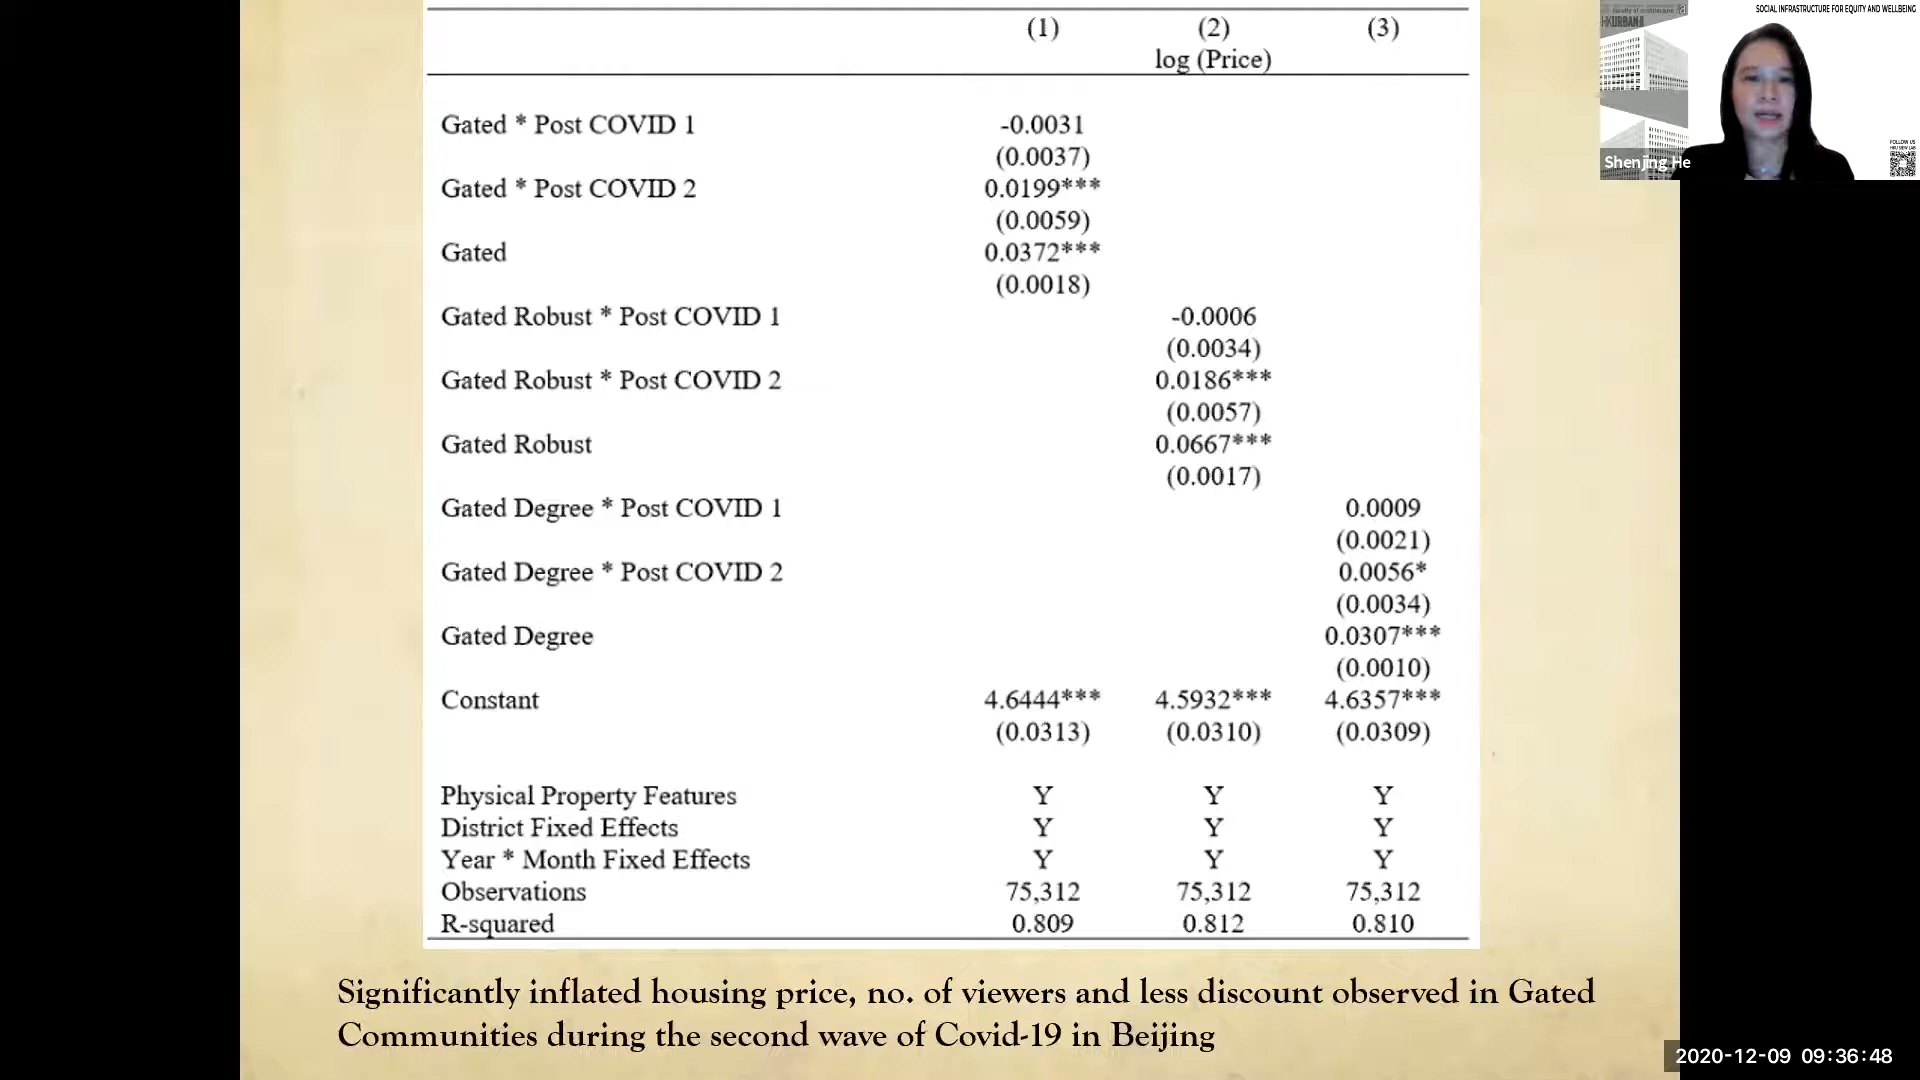 (1) (2) (3)
log (Price)
Gated * Post COVID 1 -0.0031
(0.0037)
Gated * Post COVID 2 0.0199***
(0.0059)
Gated 0.0372***
(0.0018)
Gated Robust * Post COVID 1 -0.0006
(0.0034)
Gated Robust * Post COVID 2 0.0186***
(0.0057)
Gated Robust 0.0667***
(0.0017)
Gated Degree * Post COVID 1 0.0009
(0.0021)
Gated Degree * Post COVID 2 0.0056*
(0.0034)
Gated Degree 0.0307***
(0.0010)
Constant 4.6444*** 4.5932*** 4.6357***
(0.0313) (0.0310) (0.0309)
Physical Property Features Y Y Y
District Fixed Effects Y Y Y
Year * Month Fixed Effects Y Y Y
Observations 75,312 75,312 75,312
R-squared 0.809 0.812 0.810
Significantly inflated housing price, no. of viewers and less discount observed in Gated
Communities during the second wave of Covid-19 in Beijing
SOCIAL INFRASTRUCTURE FOR EQUITY AND WELLBEING
Faculty of Architecture
Shenjing He
FOLLOW US
2020-12-09 09:36:48